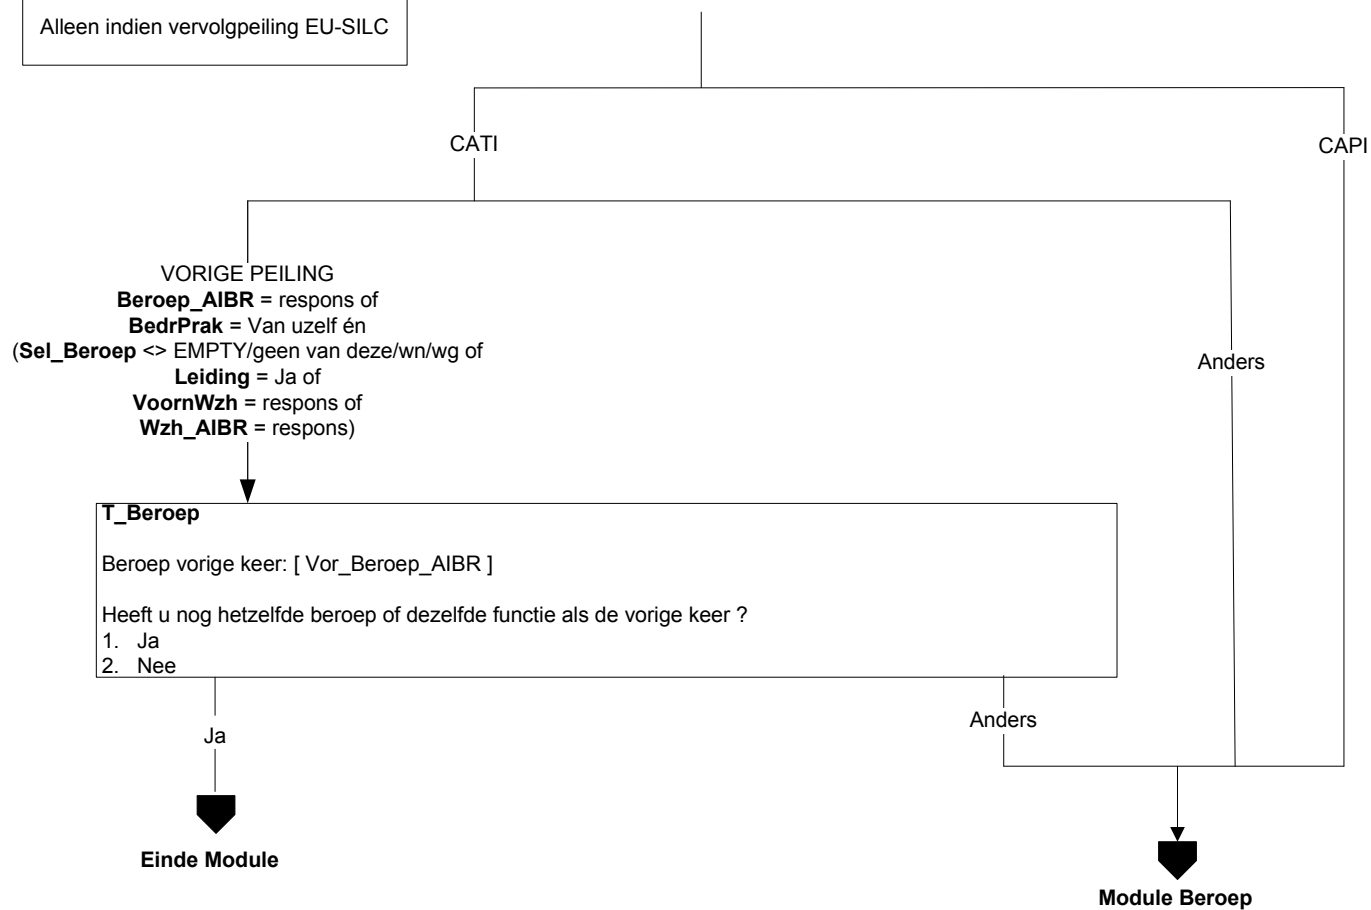 Alleen indien vervolgpeiling EU-SILC
CATI
CAPI
VORIGE PEILING
Beroep_AIBR = respons of
BedrPrak = Van uzelf én
(Sel_Beroep <> EMPTY/geen van deze/wn/wg of
Leiding = Ja of
VoornWzh = respons of
Wzh_AIBR = respons)
Anders
T_Beroep
Beroep vorige keer: [ Vor_Beroep_AIBR ]
Heeft u nog hetzelfde beroep of dezelfde functie als de vorige keer ?
1. Ja
2. Nee
Ja
Anders
Einde Module
Module Beroep